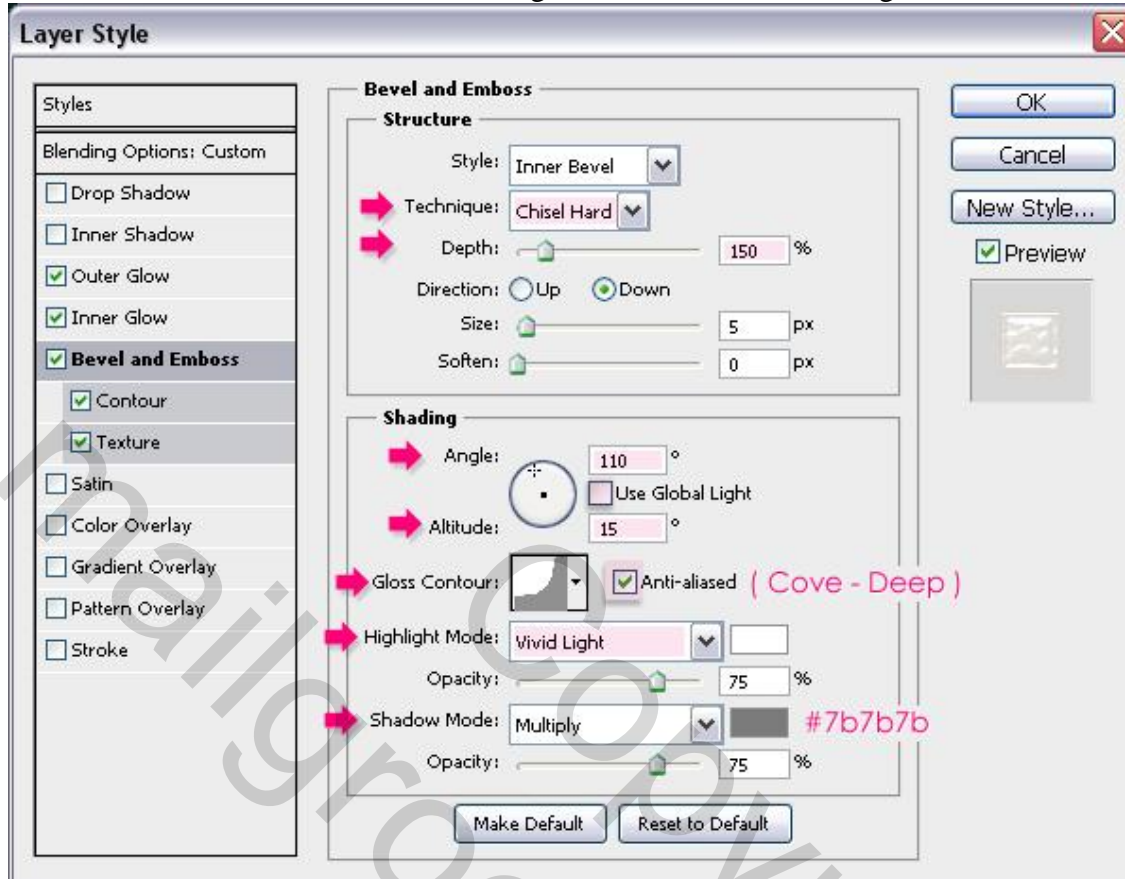 Layer Style
Styles
Blending Options: Custom
Drop Shadow
Inner Shadow
Outer Glow
Inner Glow
Bevel and Emboss
Contour
Texture
Satin
Color Overlay
Gradient Overlay
Pattern Overlay
Stroke
Bevel and Emboss
Structure
Style: Inner Bevel
Technique: Chisel Hard
Depth: 150 %
Direction: Up Down
Size: 5 px
Soften: 0 px
Shading
Angle: 110 °
Use Global Light
Altitude: 15 °
Gloss Contour: Anti-aliased ( Cove - Deep )
Highlight Mode: Vivid Light
Opacity: 75 %
Shadow Mode: Multiply #7b7b7b
Opacity: 75 %
Make Default Reset to Default
OK
Cancel
New Style...
Preview